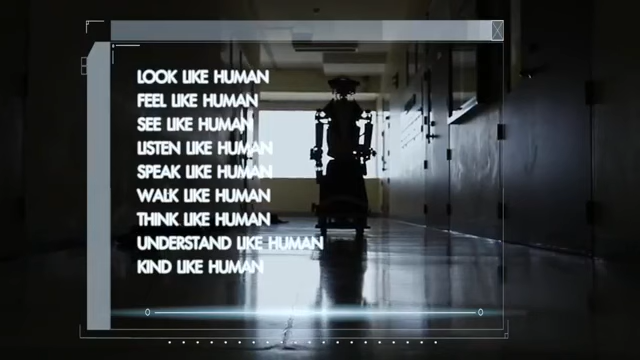 LOOK LIKE HUMAN
FEEL LIKE HUMAN
SEE LIKE HUMAN
LISTEN LIKE HUMAN
SPEAK LIKE HUMAN
WALK LIKE HUMAN
THINK LIKE HUMAN
UNDERSTAND LIKE HUMAN
KIND LIKE HUMAN